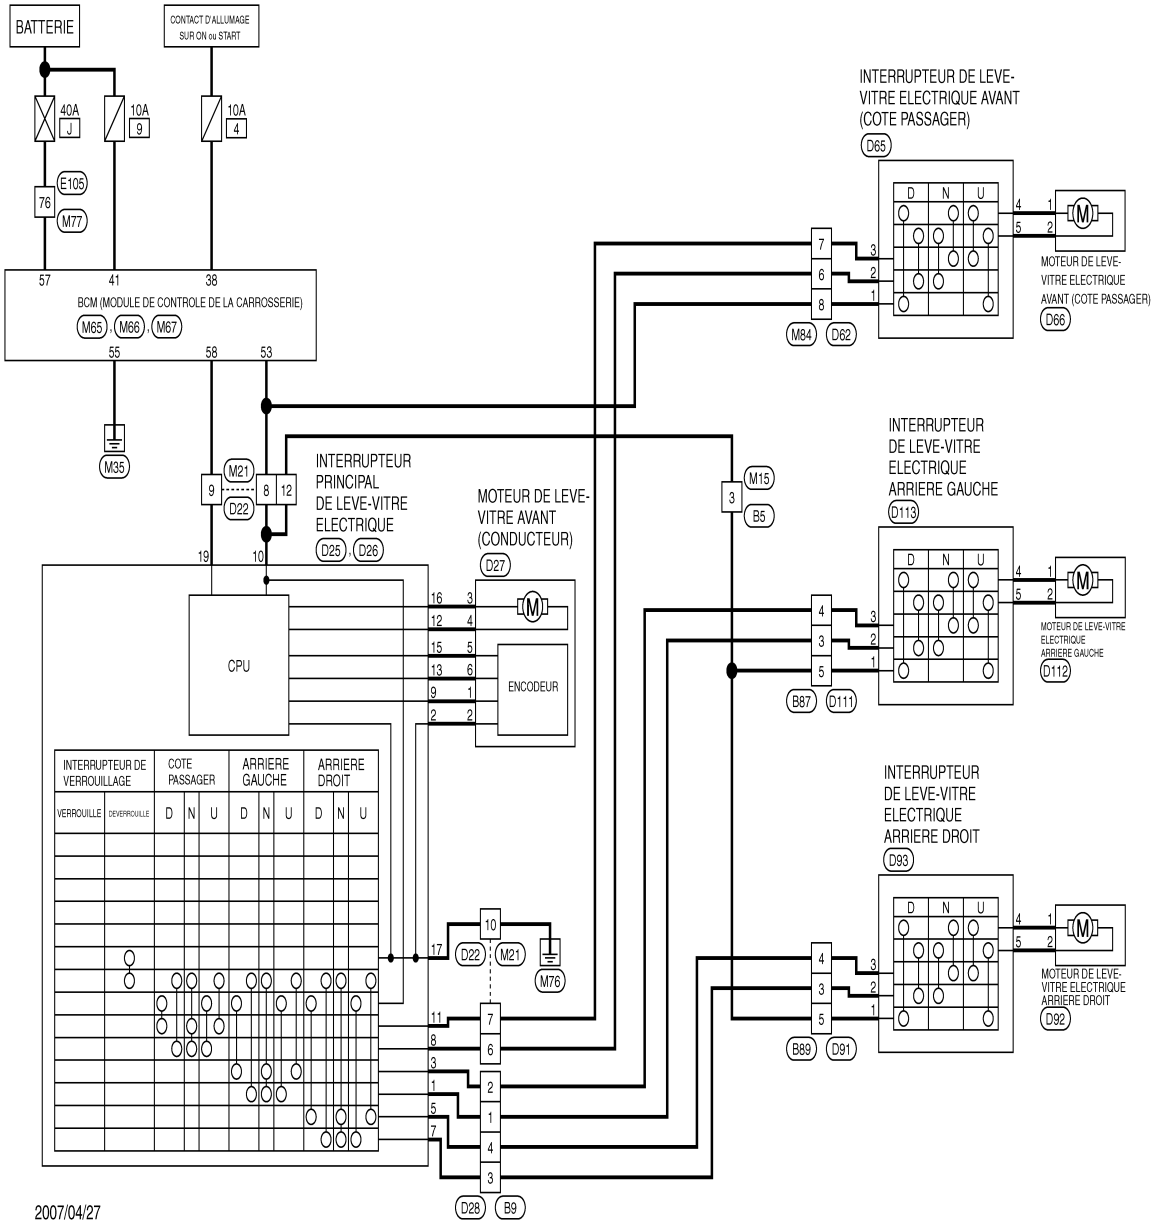 BATTERIE
CONTACT D'ALLUMAGE
SUR ON ou START
40A
J
10A
9
10A
4
76
E105
M77
57
41
38
BCM (MODULE DE CONTROLE DE LA CARROSSERIE)
M65 , M66 , M67
55
58
53
M35
9
M21
D22
8
12
19
10
INTERRUPTEUR
PRINCIPAL
DE LEVE-VITRE
ELECTRIQUE
D25 , D26
MOTEUR DE LEVE-
VITRE AVANT
(CONDUCTEUR)
D27
CPU
16
3
12
4
15
5
13
6
9
1
2
2
M
ENCODEUR
INTERRUPTEUR DE
VERROUILLAGE
COTE
PASSAGER
ARRIERE
GAUCHE
ARRIERE
DROIT
VERROUILLE
DEVERROUILLE
D N U D N U D N U
17
11
8
3
1
5
7
10
D22
M21
M76
7
6
2
1
4
3
D28
B9
INTERRUPTEUR DE LEVE-
VITRE ELECTRIQUE AVANT
(COTE PASSAGER)
D65
7
6
8
M84
D62
3
2
1
D N U
4
5
1
2
M
MOTEUR DE LEVE-
VITRE ELECTRIQUE
AVANT (COTE PASSAGER)
D66
3
M15
B5
INTERRUPTEUR
DE LEVE-VITRE
ELECTRIQUE
ARRIERE GAUCHE
D113
4
3
5
B87
D111
3
2
1
D N U
4
5
1
2
M
MOTEUR DE LEVE-VITRE
ELECTRIQUE
ARRIERE GAUCHE
D112
INTERRUPTEUR
DE LEVE-VITRE
ELECTRIQUE
ARRIERE DROIT
D93
4
3
5
B89
D91
3
2
1
D N U
4
5
1
2
M
MOTEUR DE LEVE-
VITRE ELECTRIQUE
ARRIERE DROIT
D92
2007/04/27